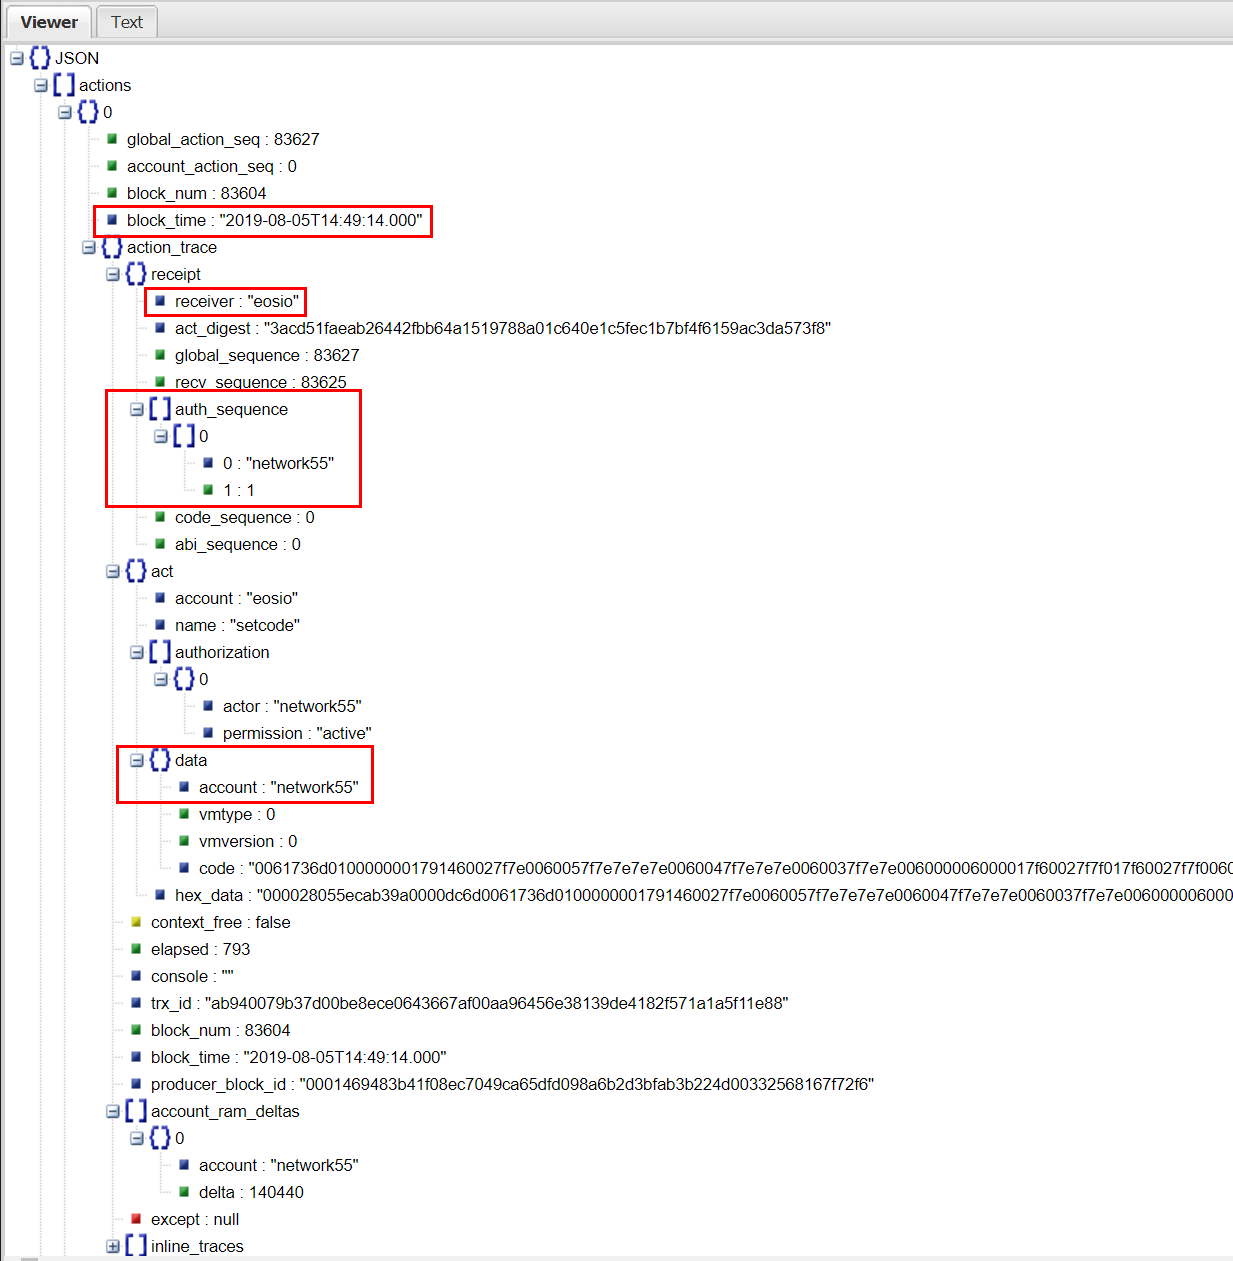 Viewer Text
JSON
actions
0
global_action_seq : 83627
account_action_seq : 0
block_num : 83604
block_time : "2019-08-05T14:49:14.000"
action_trace
receipt
receiver : "eosio"
act_digest : "3acd51faeab26442fbb64a1519788a01c640e1c5fec1b7bf4f6159ac3da573f8"
global_sequence : 83627
recv_sequence : 83625
auth_sequence
0
0 : "network55"
1 : 1
code_sequence : 0
abi_sequence : 0
act
account : "eosio"
name : "setcode"
authorization
0
actor : "network55"
permission : "active"
data
account : "network55"
vmtype : 0
vmversion : 0
code : "0061736d0100000001791460027f7e0060057f7e7e7e7e0060047f7e7e7e0060037f7e7e006000006000017f60027f7f017f60027f7f0060
hex_data : "000028055ecab39a0000dc6d0061736d0100000001791460027f7e0060057f7e7e7e7e0060047f7e7e7e0060037f7e7e0060000060000
context_free : false
elapsed : 793
console : ""
trx_id : "ab940079b37d00be8ece0643667af00aa96456e38139de4182f571a1a5f11e88"
block_num : 83604
block_time : "2019-08-05T14:49:14.000"
producer_block_id : "0001469483b41f08ec7049ca65dfd098a6b2d3bfab3b224d00332568167f72f6"
account_ram_deltas
0
account : "network55"
delta : 140440
except : null
inline_traces